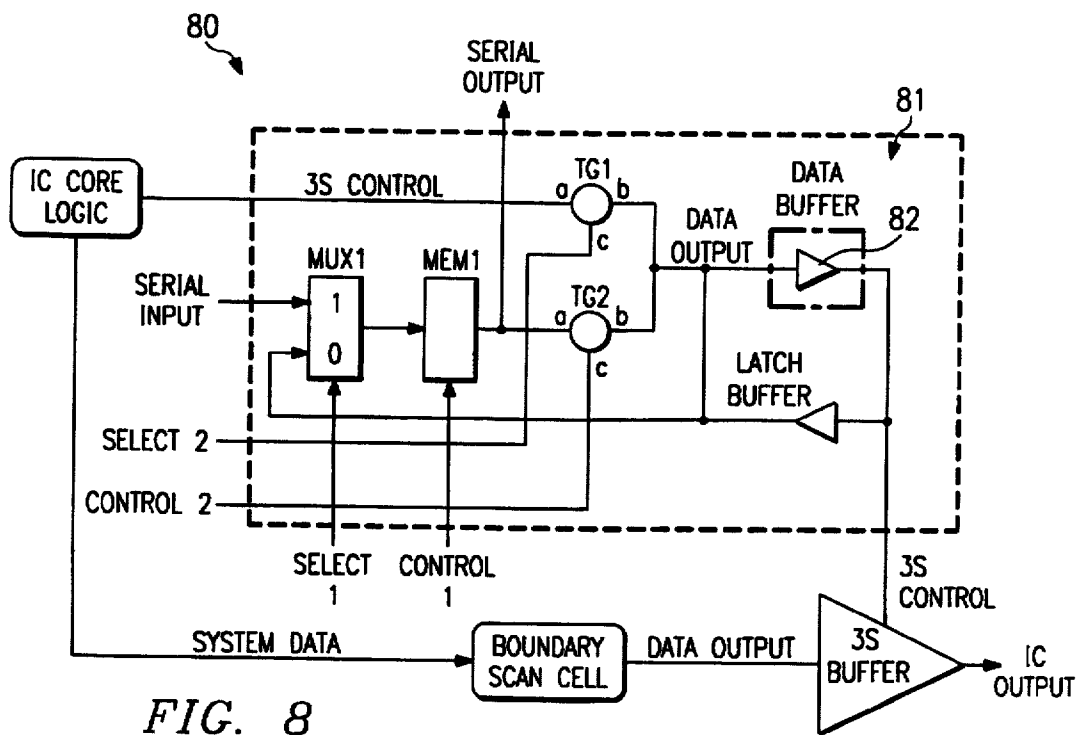 80
SERIAL
OUTPUT
81
IC CORE
LOGIC
3S CONTROL
a
TG1
b
c
DATA
BUFFER
82
DATA
OUTPUT
MUX1
MEM1
SERIAL
INPUT
1
0
a
TG2
b
c
LATCH
BUFFER
SELECT 2
CONTROL 2
SELECT
1
CONTROL
1
3S
CONTROL
SYSTEM DATA
BOUNDARY
SCAN CELL
DATA OUTPUT
3S
BUFFER
IC
OUTPUT
FIG. 8